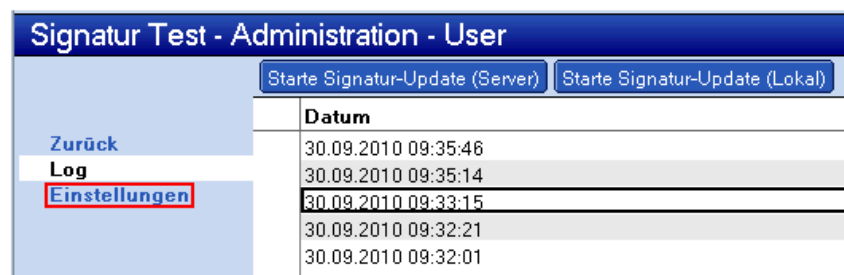 Signatur Test - Administration - User
Starte Signatur-Update (Server) Starte Signatur-Update (Lokal)
Datum
Zurück 30.09.2010 09:35:46
Log 30.09.2010 09:35:14
Einstellungen 30.09.2010 09:33:15
30.09.2010 09:32:21
30.09.2010 09:32:01